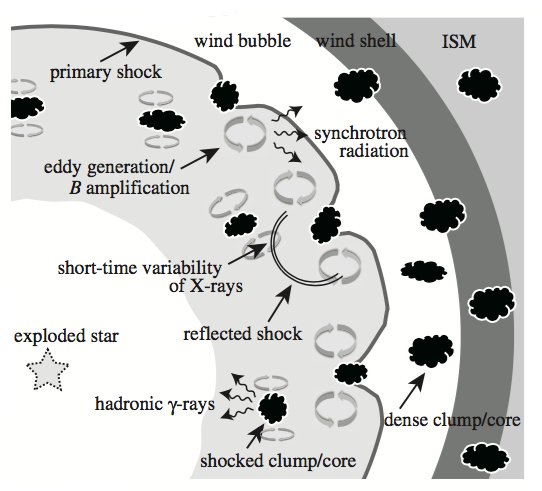 wind bubble
wind shell
ISM
primary shock
synchrotron
radiation
eddy generation/
B amplification
short-time variability
of X-rays
reflected shock
exploded star
hadronic γ-rays
dense clump/core
shocked clump/core